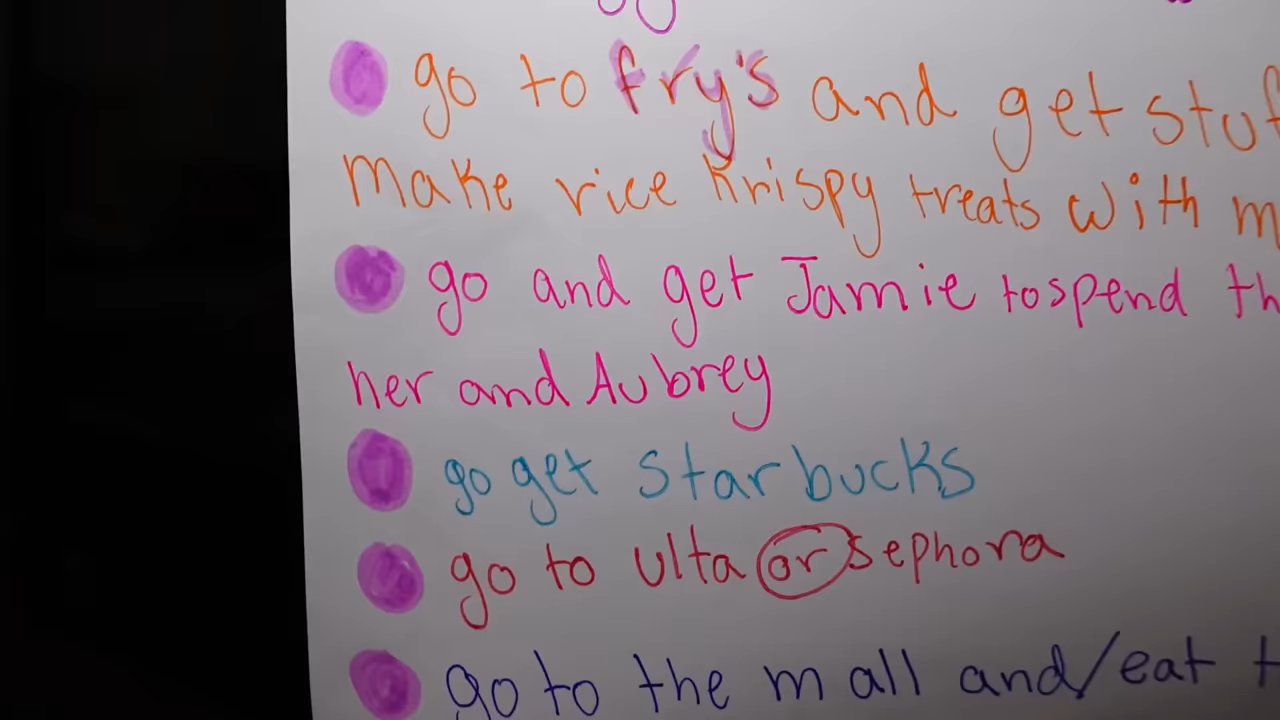 go to fry's and get stuf
make rice krispy treats with m
go and get Jamie to spend th
her and Aubrey
go get starbucks
go to ulta or sephora
go to the mall and/eat t